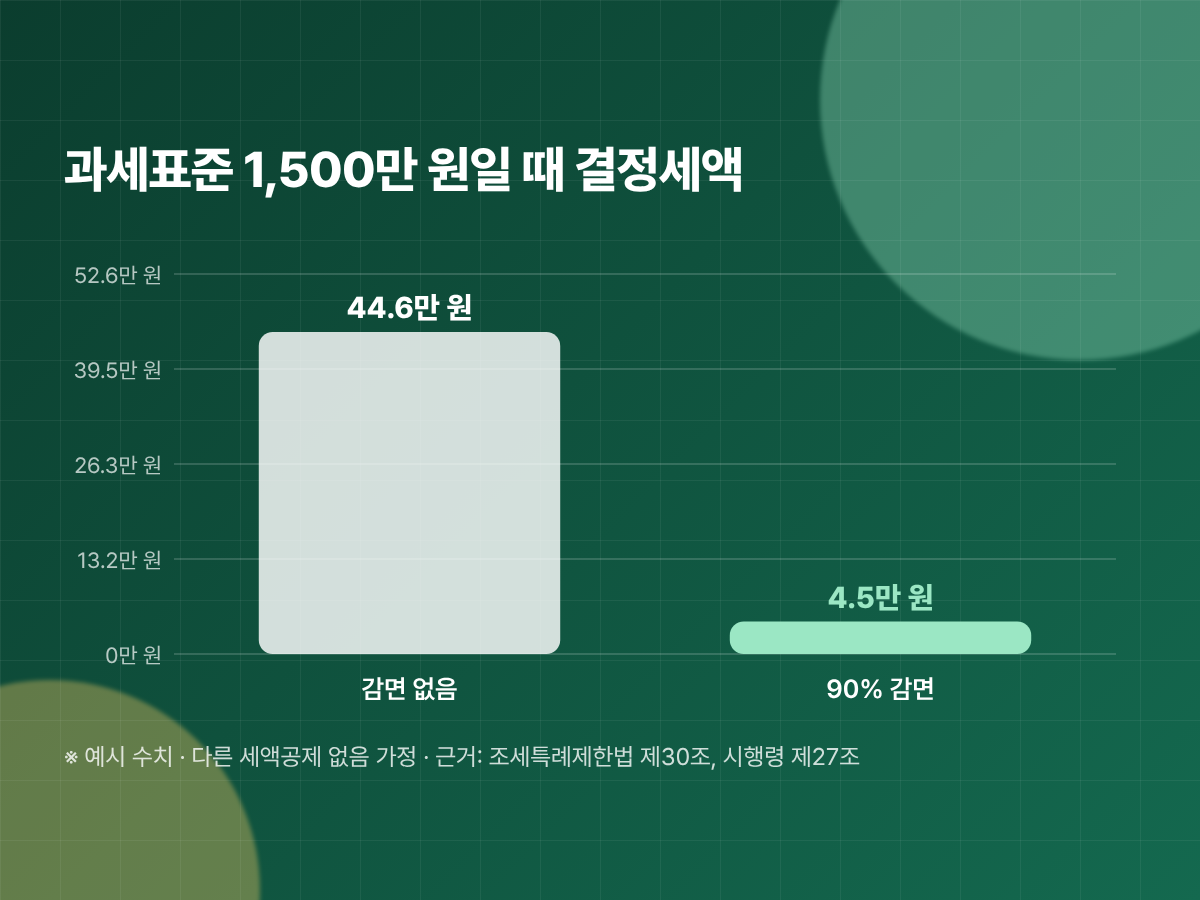 과세표준 1,500만 원일 때 결정세액
52.6만 원
44.6만 원
39.5만 원
26.3만 원
13.2만 원
4.5만 원
0만 원
감면 없음
90% 감면
※ 예시 수치 · 다른 세액공제 없음 가정 · 근거: 조세특례제한법 제30조, 시행령 제27조